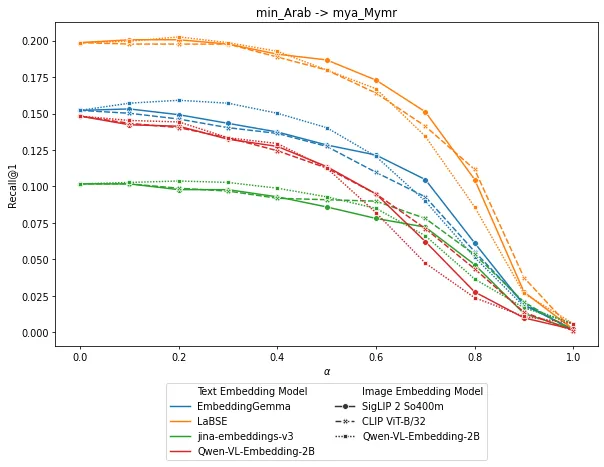 min_Arab -> mya_Mymr
0.200
0.175
0.150
0.125
0.100
0.075
0.050
0.025
0.000
Recall@1
0.0 0.2 0.4 0.6 0.8 1.0
α
Text Embedding Model
EmbeddingGemma
LaBSE
jina-embeddings-v3
Qwen-VL-Embedding-2B
Image Embedding Model
SigLIP 2 So400m
CLIP ViT-B/32
Qwen-VL-Embedding-2B